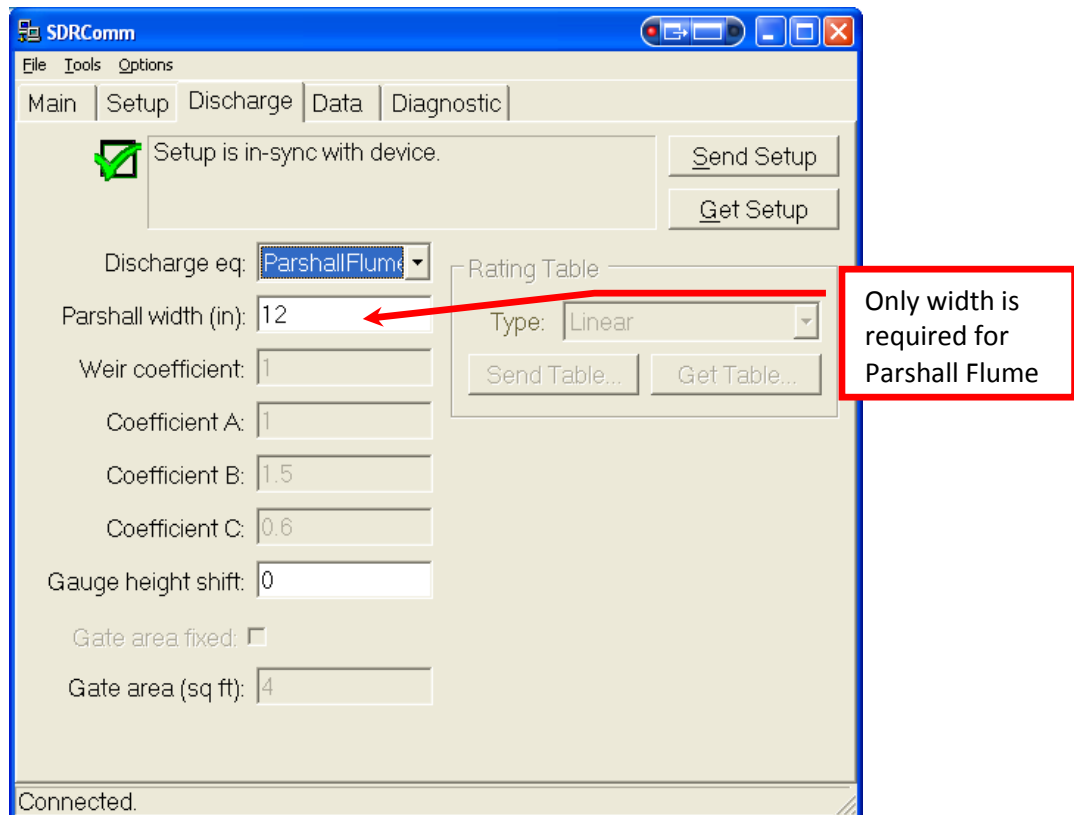 SDRComm
File Tools Options
Main Setup Discharge Data Diagnostic
Setup is in-sync with device.
Send Setup
Get Setup
Discharge eq: ParshallFlume
Parshall width (in): 12
Weir coefficient: 1
Coefficient A: 1
Coefficient B: 1.5
Coefficient C: 0.6
Gauge height shift: 0
Gate area fixed:
Gate area (sq ft): 4
Rating Table
Type: Linear
Send Table... Get Table...
Only width is
required for
Parshall Flume
Connected.